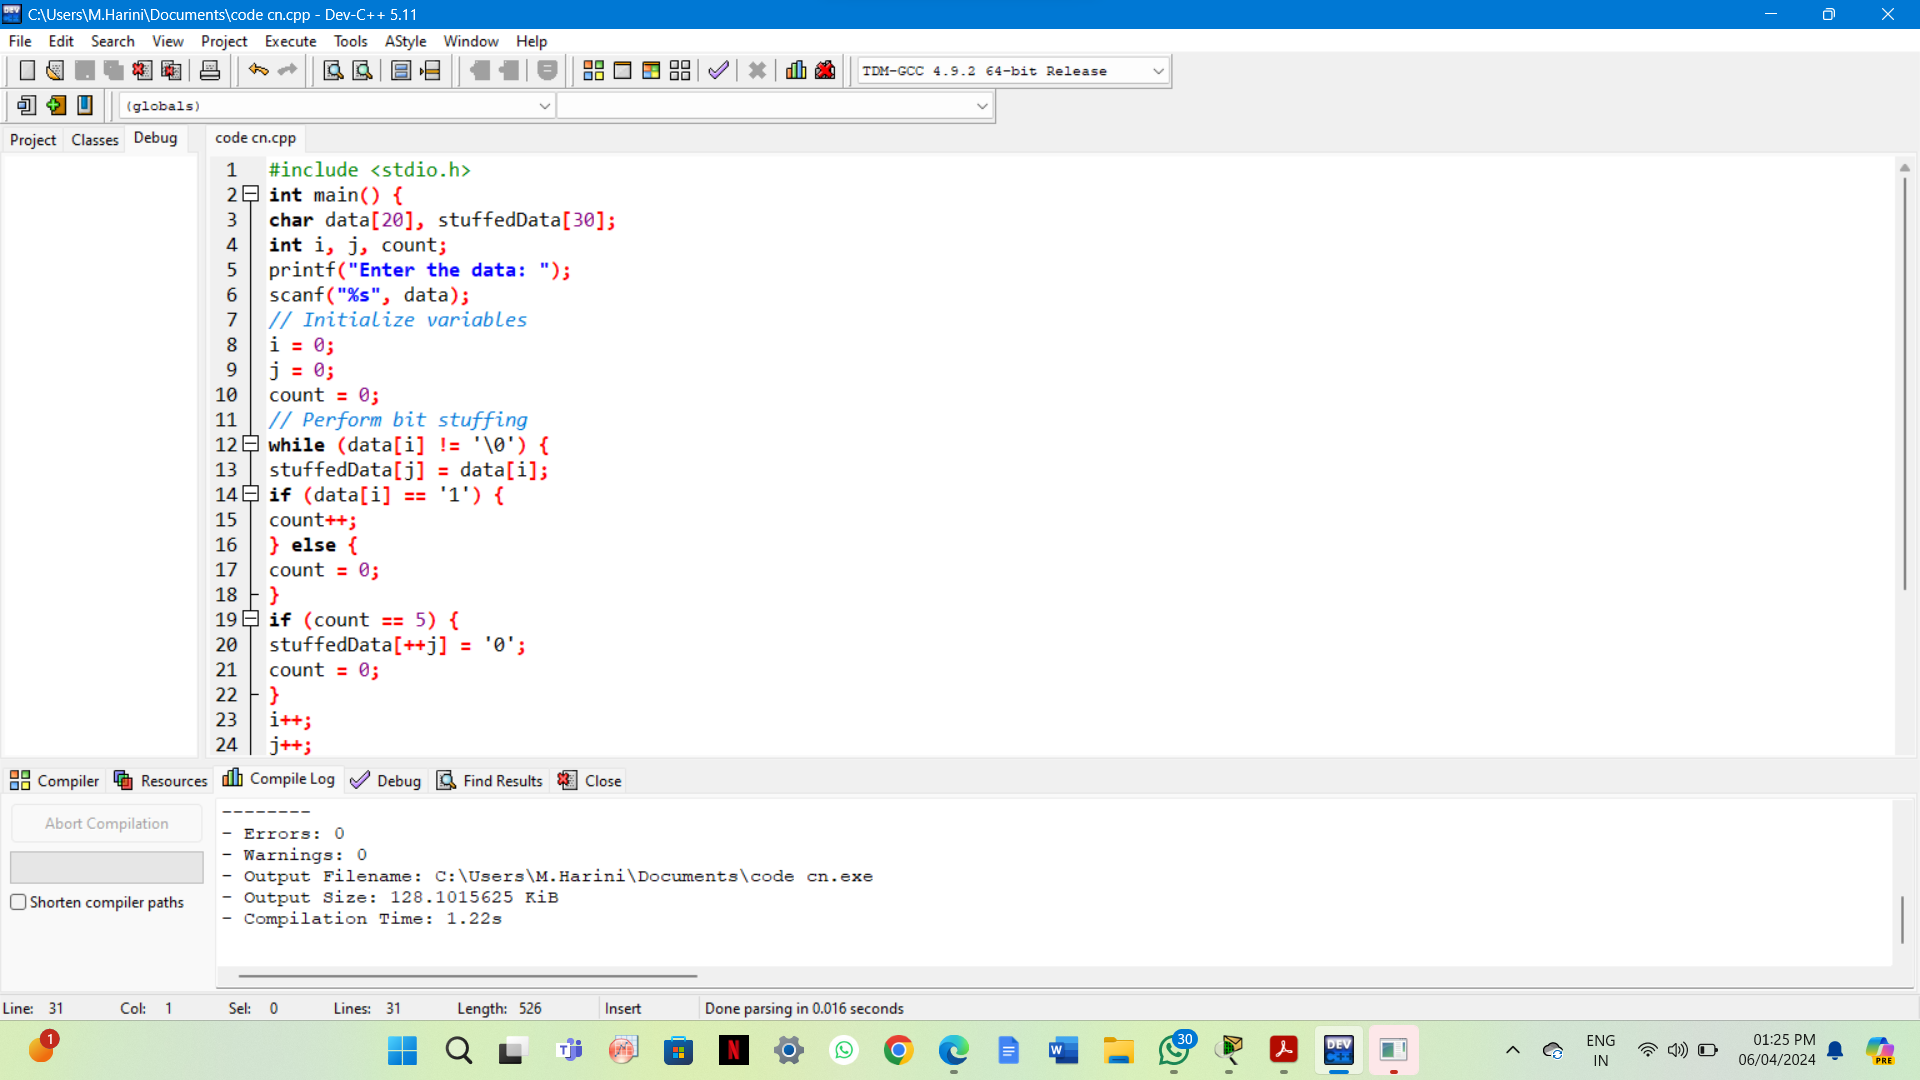 C:\Users\M.Harini\Documents\code cn.cpp - Dev-C++ 5.11
File Edit Search View Project Execute Tools AStyle Window Help
TDM-GCC 4.9.2 64-bit Release
(globals)
Project Classes Debug code cn.cpp
1 #include <stdio.h>
2 int main() {
3 char data[20], stuffedData[30];
4 int i, j, count;
5 printf("Enter the data: ");
6 scanf("%s", data);
7 // Initialize variables
8 i = 0;
9 j = 0;
10 count = 0;
11 // Perform bit stuffing
12 while (data[i] != '\0') {
13 stuffedData[j] = data[i];
14 if (data[i] == '1') {
15 count++;
16 } else {
17 count = 0;
18 }
19 if (count == 5) {
20 stuffedData[++j] = '0';
21 count = 0;
22 }
23 i++;
24 j++;
Compiler Resources Compile Log Debug Find Results Close
Abort Compilation
Shorten compiler paths
--------
- Errors: 0
- Warnings: 0
- Output Filename: C:\Users\M.Harini\Documents\code cn.exe
- Output Size: 128.1015625 KiB
- Compilation Time: 1.22s
Line: 31 Col: 1 Sel: 0 Lines: 31 Length: 526 Insert Done parsing in 0.016 seconds
1
N
W
30
DEV
C++
ENG
IN
01:25 PM
06/04/2024
PRE